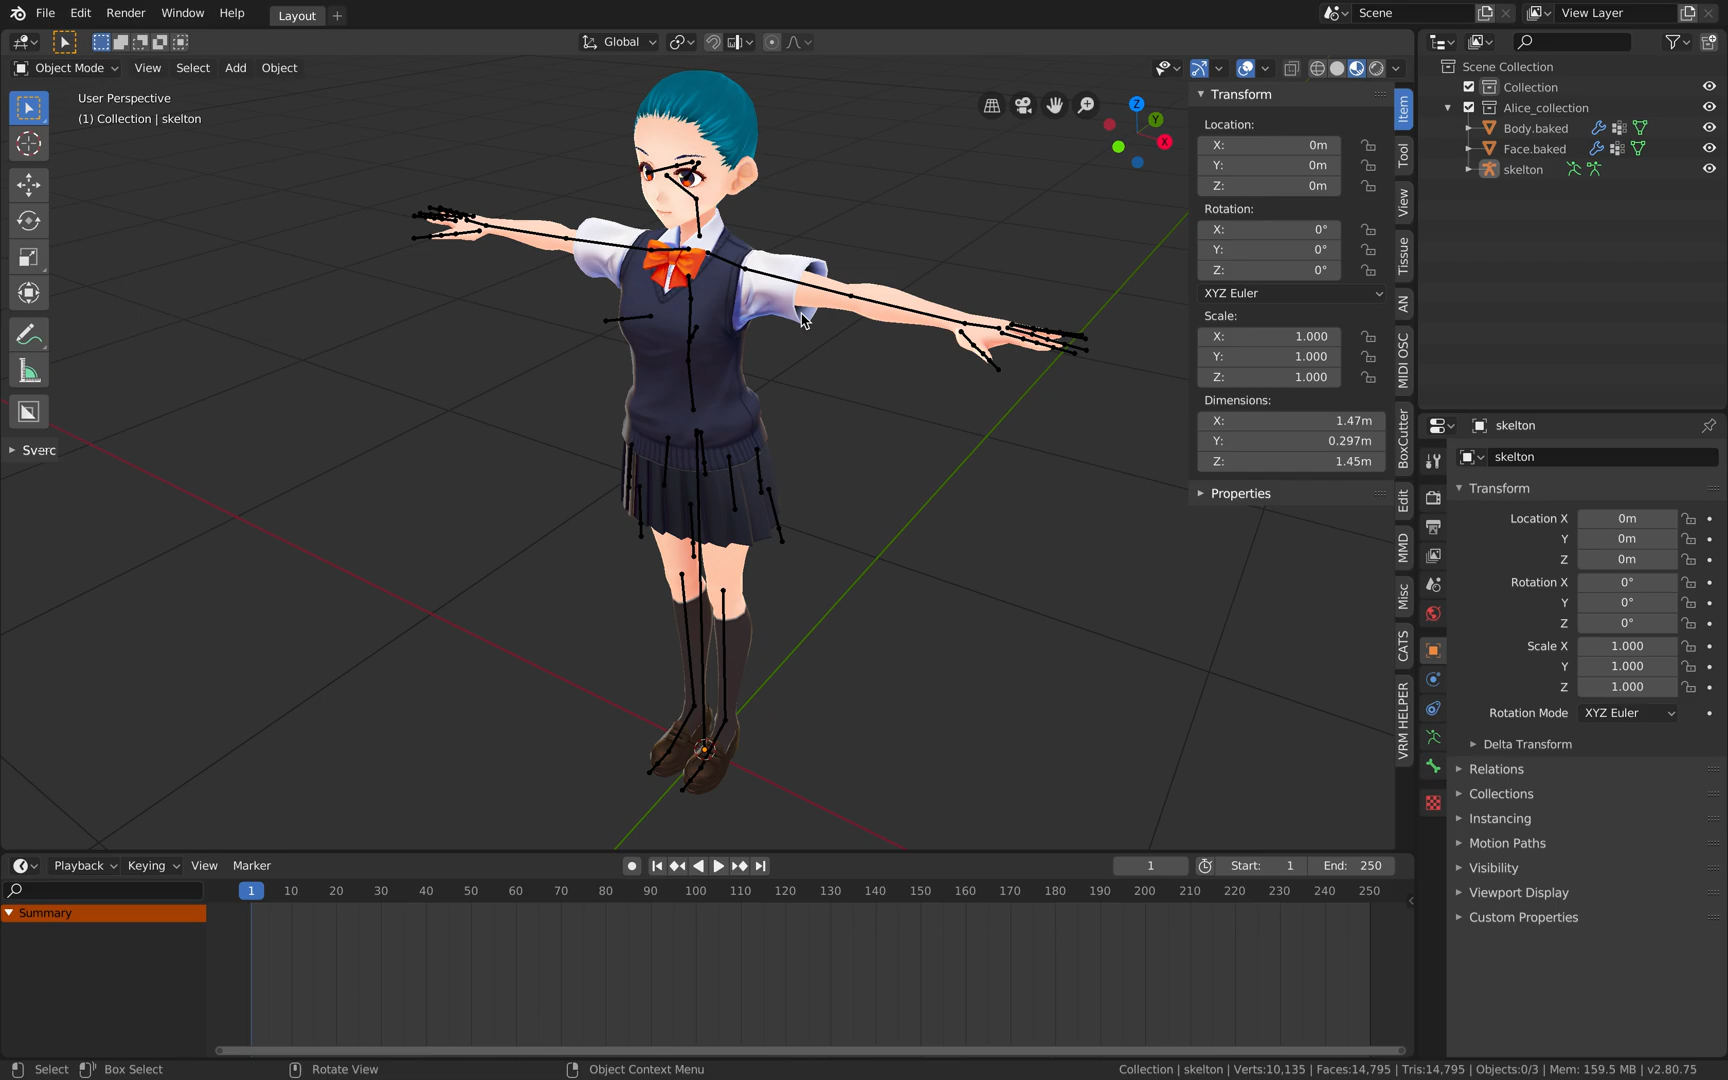 File Edit Render Window Help Layout
Scene View Layer
Global
Object Mode View Select Add Object
User Perspective
(1) Collection | skelton
Z
Y
X
Transform
Location:
X: 0m
Y: 0m
Z: 0m
Rotation:
X: 0°
Y: 0°
Z: 0°
XYZ Euler
Scale:
X: 1.000
Y: 1.000
Z: 1.000
Dimensions:
X: 1.47m
Y: 0.297m
Z: 1.45m
Properties
Item
Tool
View
Tissue
AN
MIDI OSC
BoxCutter
Edit
MMD
Misc
CATS
VRM HELPER
Sverc
Scene Collection
Collection
Alice_collection
Body.baked
Face.baked
skelton
skelton
skelton
Transform
Location X 0m
Y 0m
Z 0m
Rotation X 0°
Y 0°
Z 0°
Scale X 1.000
Y 1.000
Z 1.000
Rotation Mode XYZ Euler
Delta Transform
Relations
Collections
Instancing
Motion Paths
Visibility
Viewport Display
Custom Properties
Playback Keying View Marker
1 Start: 1 End: 250
1 10 20 30 40 50 60 70 80 90 100 110 120 130 140 150 160 170 180 190 200 210 220 230 240 250
Summary
Select Box Select Rotate View Object Context Menu
Collection | skelton | Verts:10,135 | Faces:14,795 | Tris:14,795 | Objects:0/3 | Mem: 159.5 MB | v2.80.75